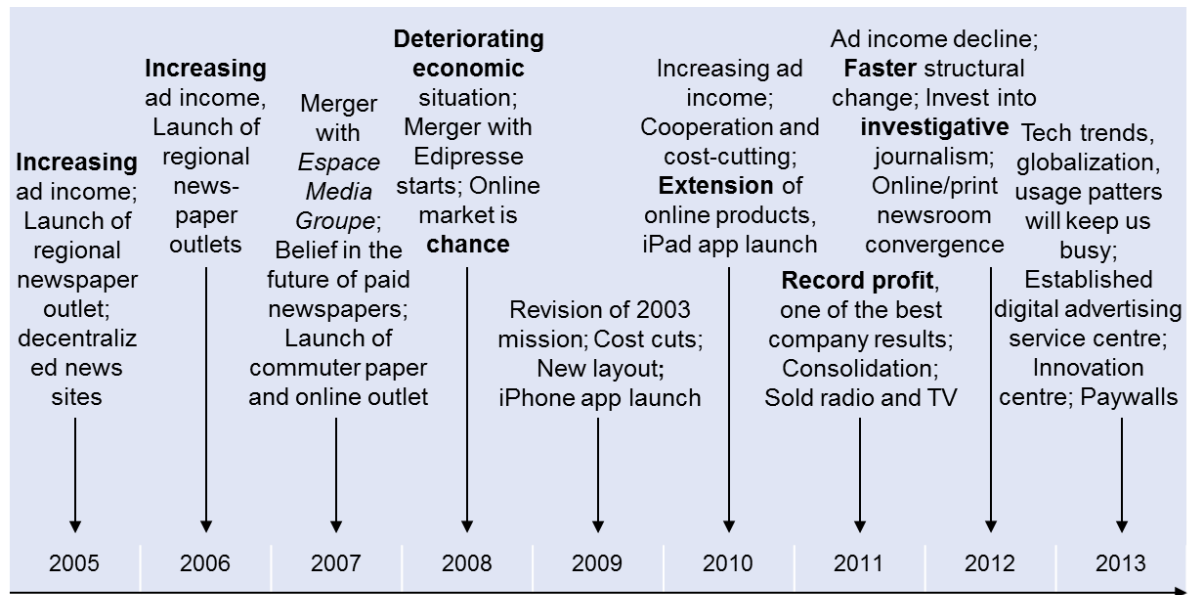 Increasing
ad income;
Launch of
regional
newspaper
outlet;
decentraliz
ed news
sites
Increasing
ad income,
Launch of
regional
news-
paper
outlets
Merger
with
Espace
Media
Groupe;
Belief in the
future of paid
newspapers;
Launch of
commuter paper
and online outlet
Deteriorating
economic
situation;
Merger with
Edipresse
starts; Online
market is
chance
Revision of 2003
mission; Cost cuts;
New layout;
iPhone app launch
Increasing ad
income;
Cooperation and
cost-cutting;
Extension of
online products,
iPad app launch
Record profit,
one of the best
company results;
Consolidation;
Sold radio and TV
Ad income decline;
Faster structural
change; Invest into
investigative
journalism;
Online/print
newsroom
convergence
Tech trends,
globalization,
usage patters
will keep us
busy;
Established
digital advertising
service centre;
Innovation
centre; Paywalls
2005 2006 2007 2008 2009 2010 2011 2012 2013